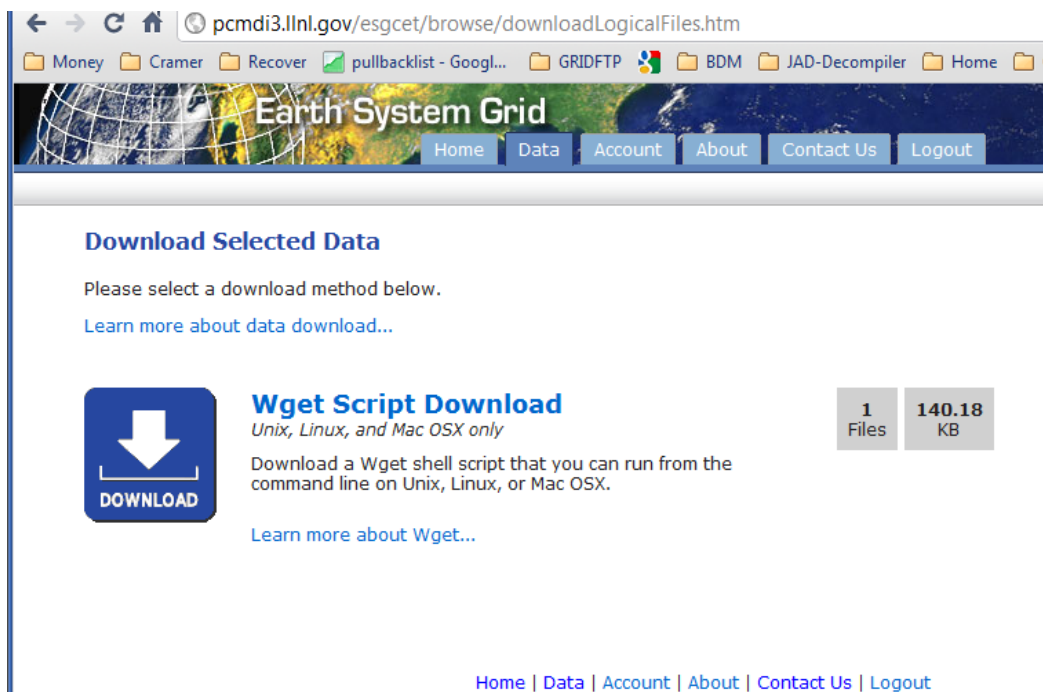 pcmdi3.llnl.gov/esgcet/browse/downloadLogicalFiles.htm
Money Cramer Recover pullbacklist - Googl... GRIDFTP BDM JAD-Decompiler Home
Earth System Grid
Home Data Account About Contact Us Logout
Download Selected Data
Please select a download method below.
Learn more about data download...
Wget Script Download
Unix, Linux, and Mac OSX only
Download a Wget shell script that you can run from the
command line on Unix, Linux, or Mac OSX.
Learn more about Wget...
DOWNLOAD
1 140.18
Files KB
Home | Data | Account | About | Contact Us | Logout